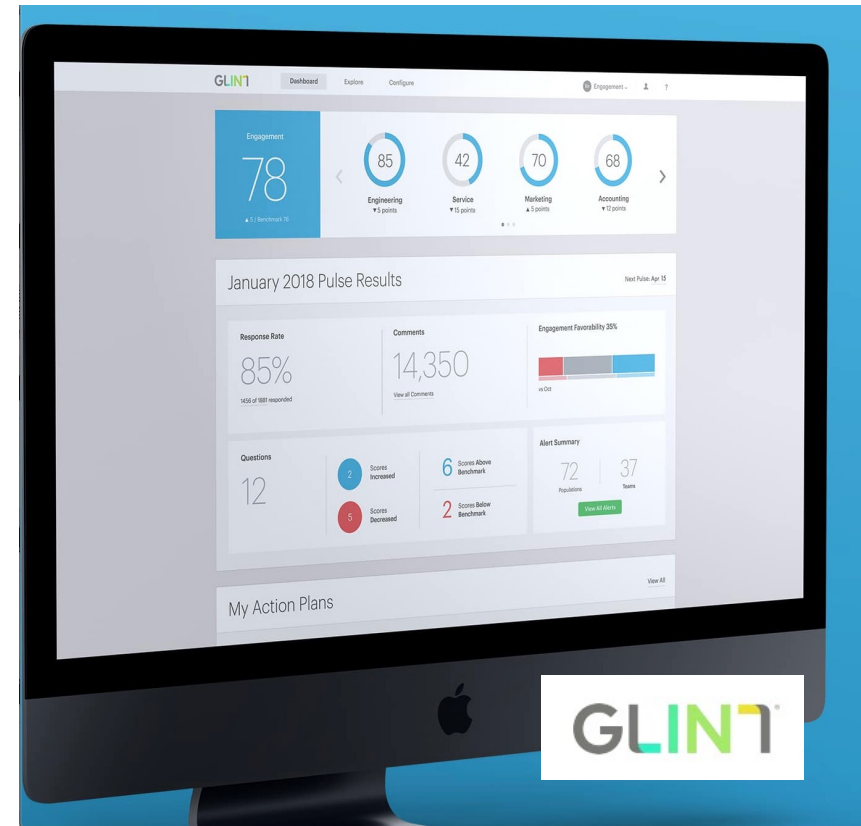 GLINT
Dashboard Explore Configure
Engagement
?
Engagement
78
▲ 5 | Benchmark 76
85
Engineering
▼5 points
42
Service
▼15 points
70
Marketing
▲ 5 points
68
Accounting
▼ 12 points
January 2018 Pulse Results
Next Pulse: Apr 13
Response Rate
85%
1456 of 1881 responded
Comments
14,350
View all Comments
Engagement Favorability 35%
vs Oct
Questions
12
2
Scores
Increased
5
Scores
Decreased
6
Scores Above
Benchmark
2
Scores Below
Benchmark
Alert Summary
72
Populations
37
Teams
View All Alerts
My Action Plans
View All
GLINT